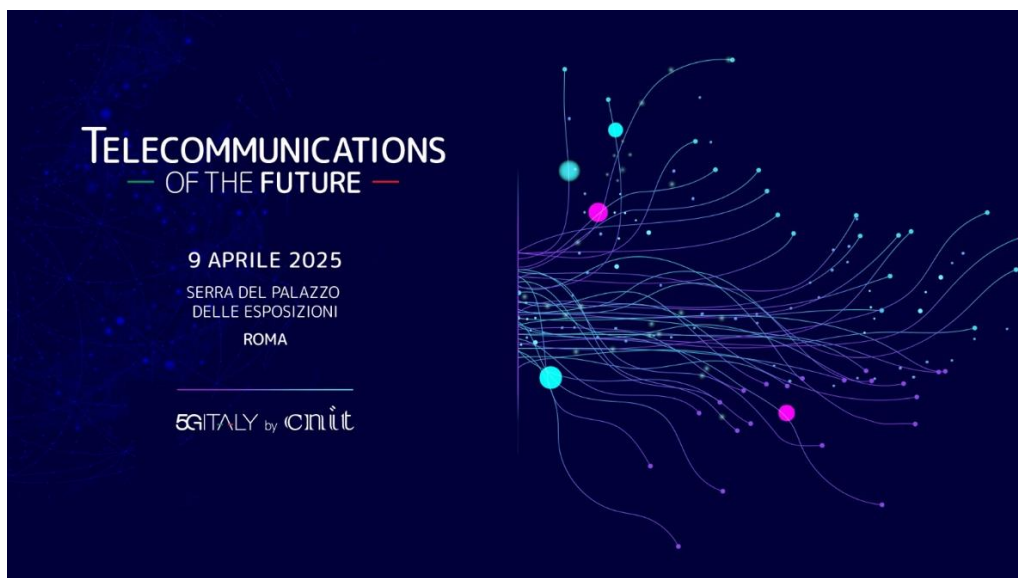 TELECOMMUNICATIONS
OF THE FUTURE
9 APRILE 2025
SERRA DEL PALAZZO
DELLE ESPOSIZIONI
ROMA
5GITALY by cnit